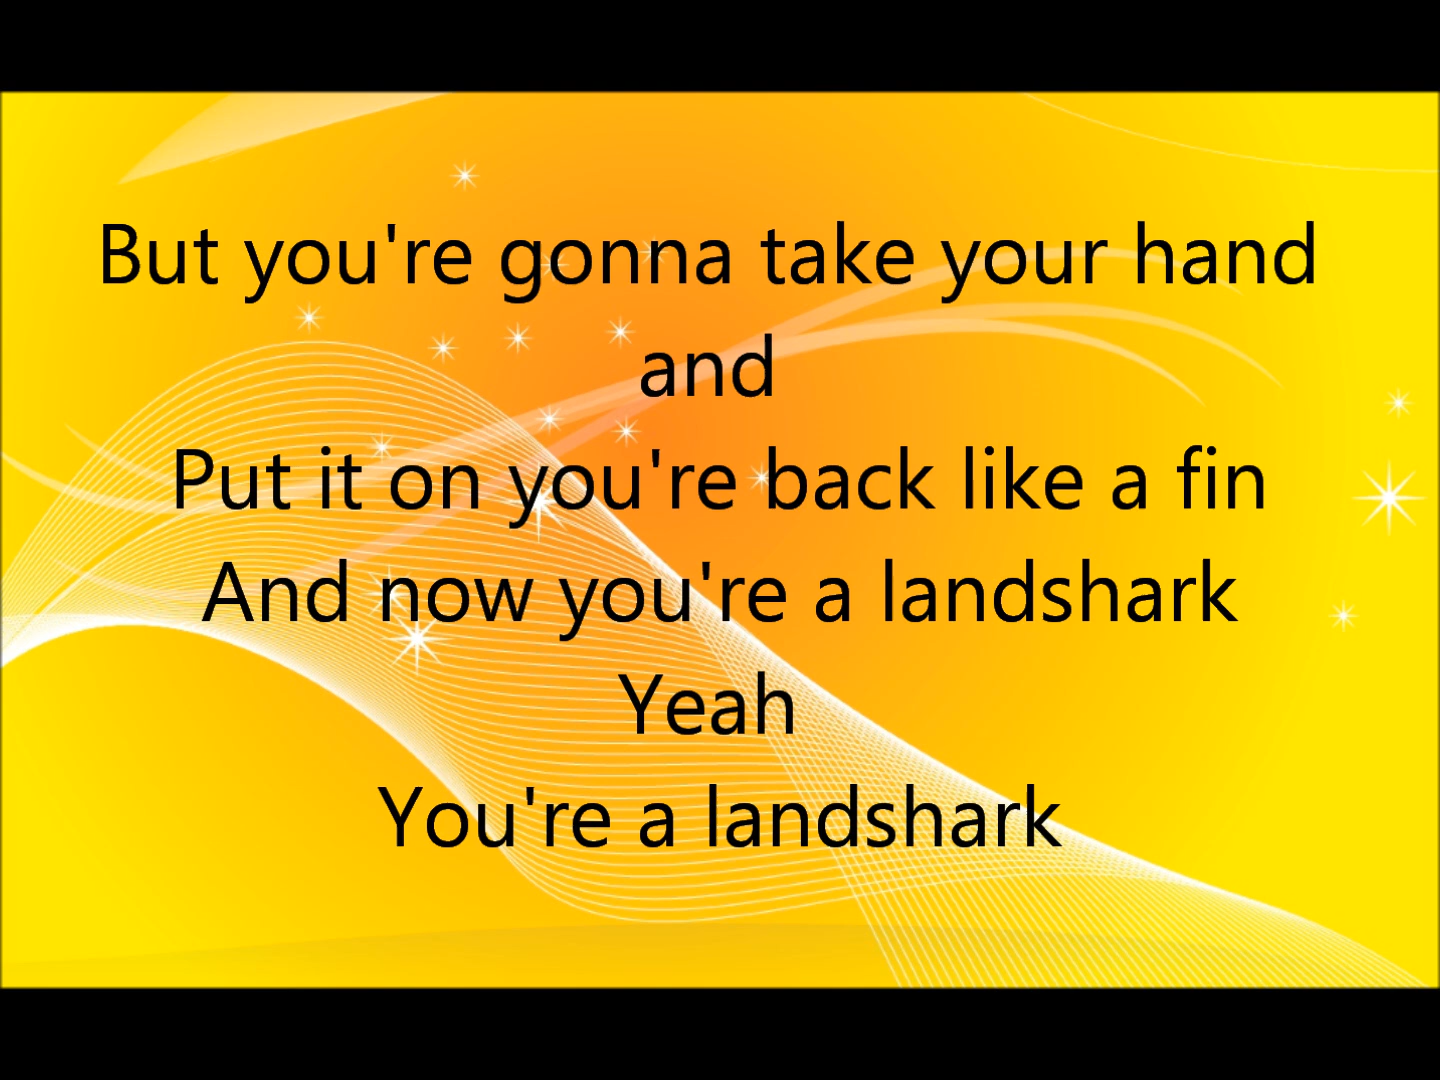 But you're gonna take your hand
and
Put it on you're back like a fin
And now you're a landshark
Yeah
You're a landshark